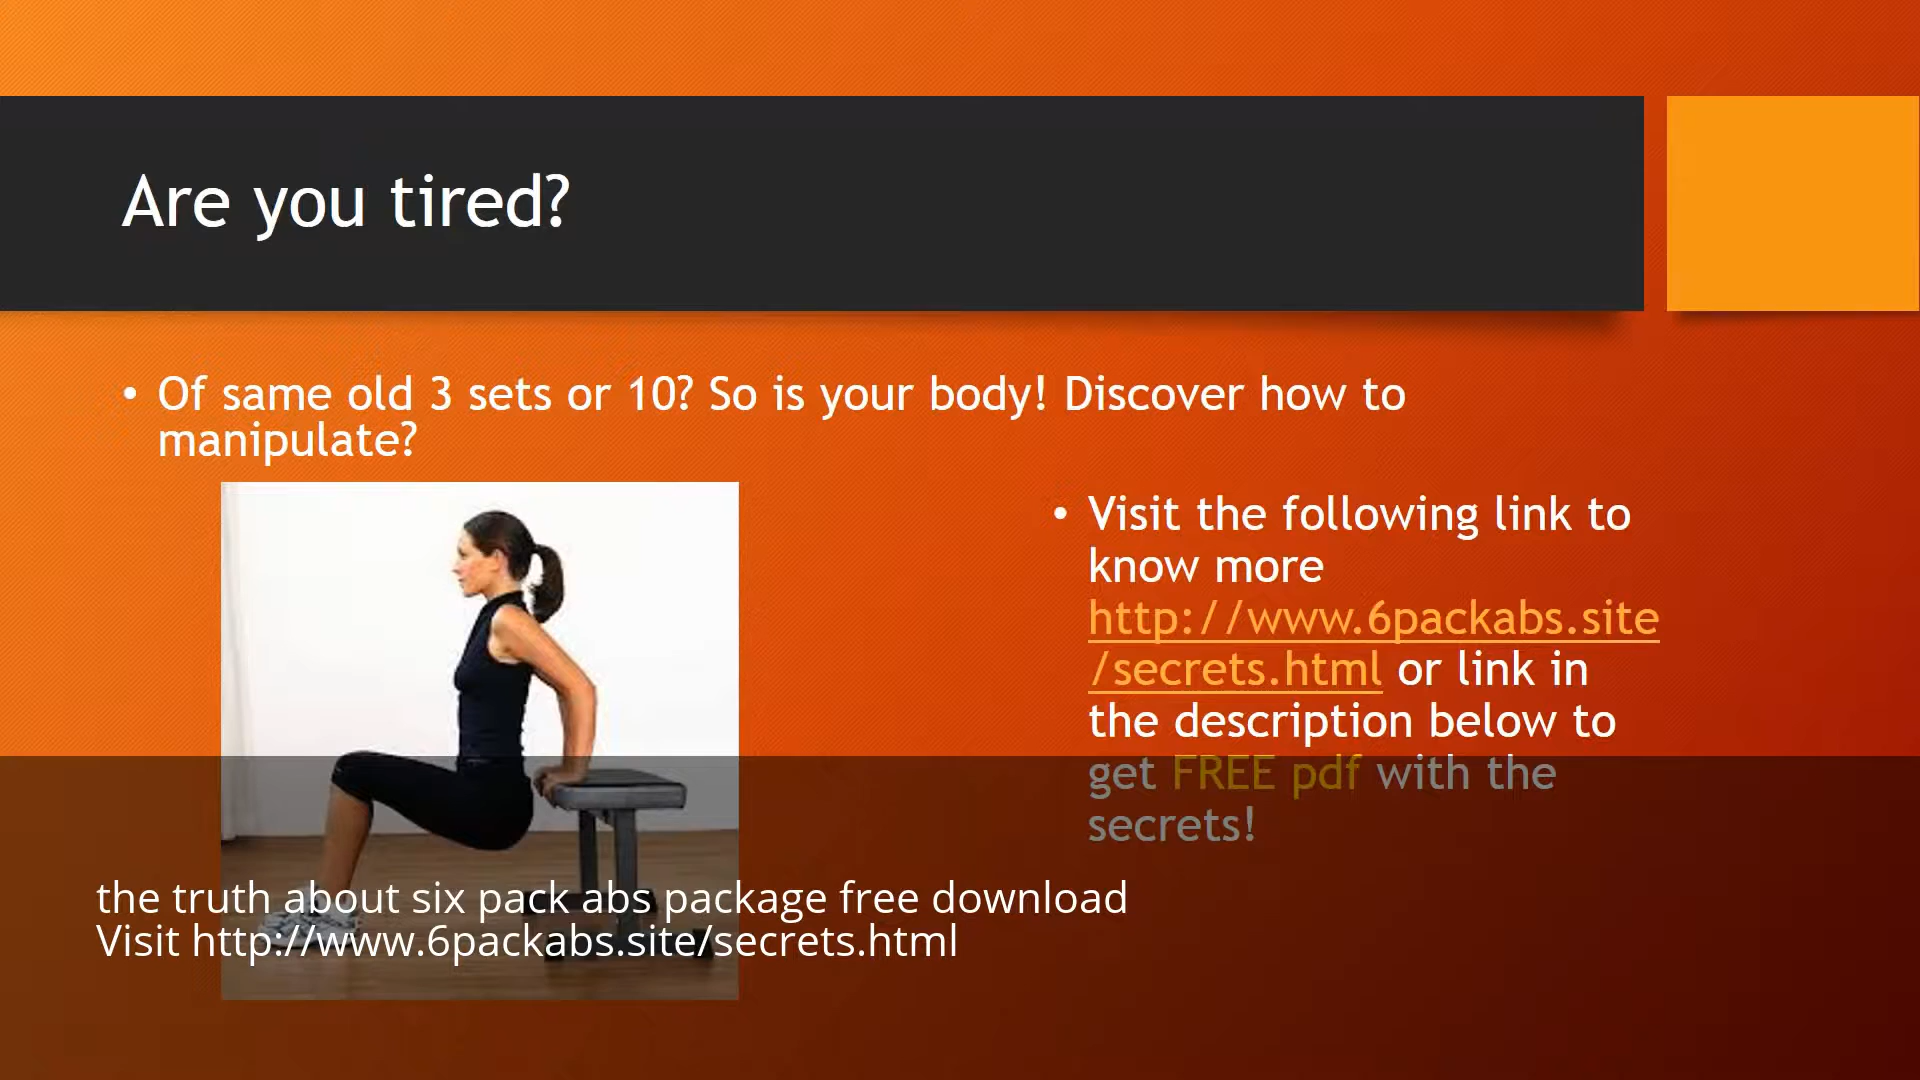 Are you tired?
• Of same old 3 sets or 10? So is your body! Discover how to
manipulate?
• Visit the following link to
know more
http://www.6packabs.site
/secrets.html or link in
the description below to
get FREE pdf with the
secrets!
the truth about six pack abs package free download
Visit http://www.6packabs.site/secrets.html